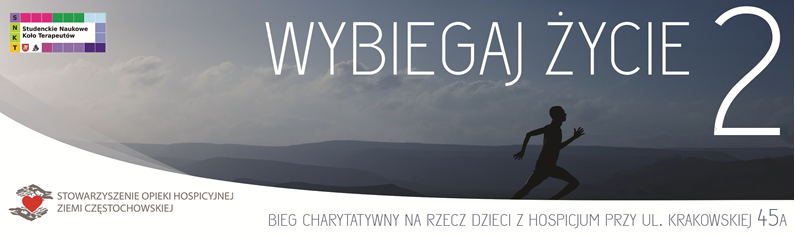 S
N
K
T
Studenckie Naukowe
Koło Terapeutów
WYBIEGAJ ŻYCIE 2
STOWARZYSZENIE OPIEKI HOSPICYJNEJ
ZIEMI CZĘSTOCHOWSKIEJ
BIEG CHARYTATYWNY NA RZECZ DZIECI Z HOSPICJUM PRZY UL. KRAKOWSKIEJ 45A